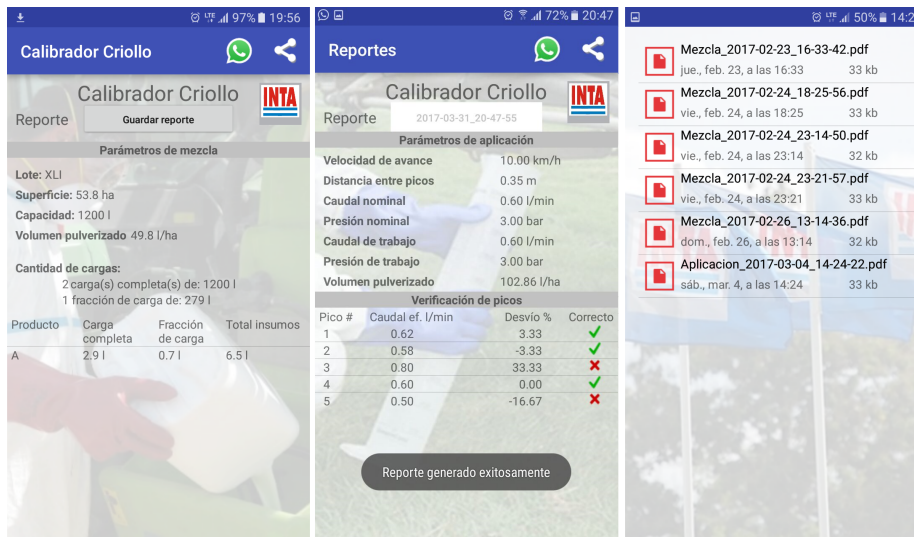 LTE 97% 19:56
Calibrador Criollo
Calibrador Criollo
INTA
Reporte
Guardar reporte
Parámetros de mezcla
Lote: XLI
Superficie: 53.8 ha
Capacidad: 1200 l
Volumen pulverizado 49.8 l/ha
Cantidad de cargas:
2 carga(s) completa(s) de: 1200 l
1 fracción de carga de: 279 l
Producto Carga completa Fracción de carga Total insumos
A 2.9 l 0.7 l 6.5 l
72% 20:47
Reportes
Calibrador Criollo
INTA
Reporte
2017-03-31_20-47-55
Parámetros de aplicación
Velocidad de avance 10.00 km/h
Distancia entre picos 0.35 m
Caudal nominal 0.60 l/min
Presión nominal 3.00 bar
Caudal de trabajo 0.60 l/min
Presión de trabajo 3.00 bar
Volumen pulverizado 102.86 l/ha
Verificación de picos
Pico # Caudal ef. l/min Desvío % Correcto
1 0.62 3.33
2 0.58 -3.33
3 0.80 33.33
4 0.60 0.00
5 0.50 -16.67
Reporte generado exitosamente
LTE 50% 14:2
Mezcla_2017-02-23_16-33-42.pdf
jue., feb. 23, a las 16:33 33 kb
Mezcla_2017-02-24_18-25-56.pdf
vie., feb. 24, a las 18:25 33 kb
Mezcla_2017-02-24_23-14-50.pdf
vie., feb. 24, a las 23:14 32 kb
Mezcla_2017-02-24_23-21-57.pdf
vie., feb. 24, a las 23:21 33 kb
Mezcla_2017-02-26_13-14-36.pdf
dom., feb. 26, a las 13:14 32 kb
Aplicacion_2017-03-04_14-24-22.pdf
sáb., mar. 4, a las 14:24 33 kb